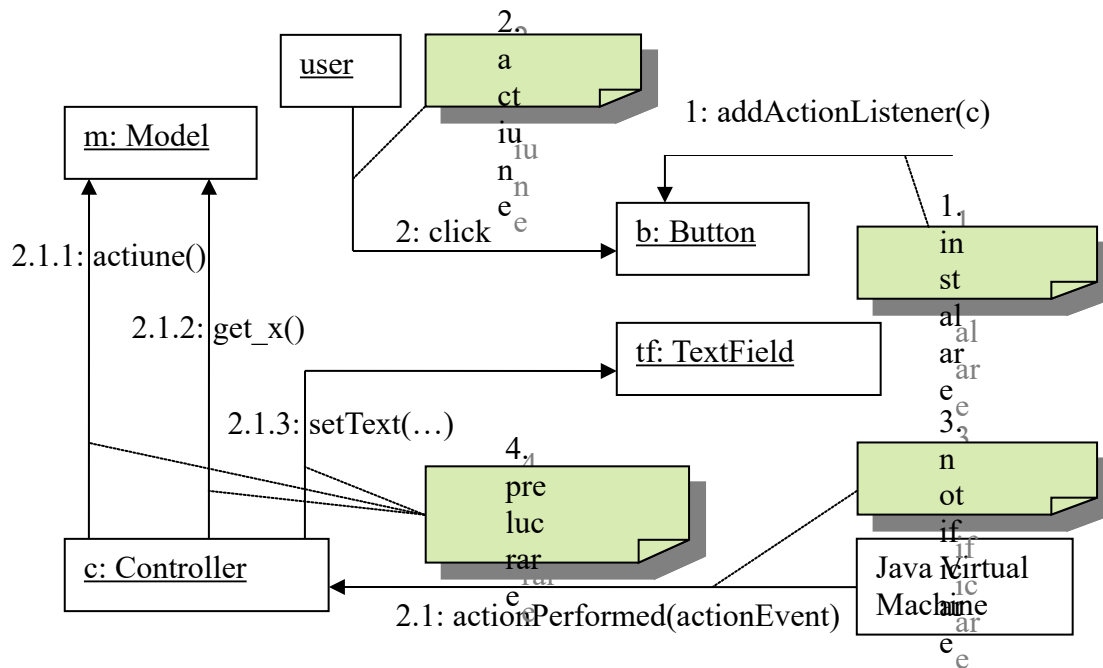 2.
a
ct
iu
n
e
user
1: addActionListener(c)
m: Model
1.
in
st
al
ar
e
2: click
b: Button
2.1.1: actiune()
2.1.2: get_x()
tf: TextField
2.1.3: setText(…)
3.
n
ot
if
ic
ar
e
4.
pre
luc
rar
e
c: Controller
Java Virtual
Machine
2.1: actionPerformed(actionEvent)